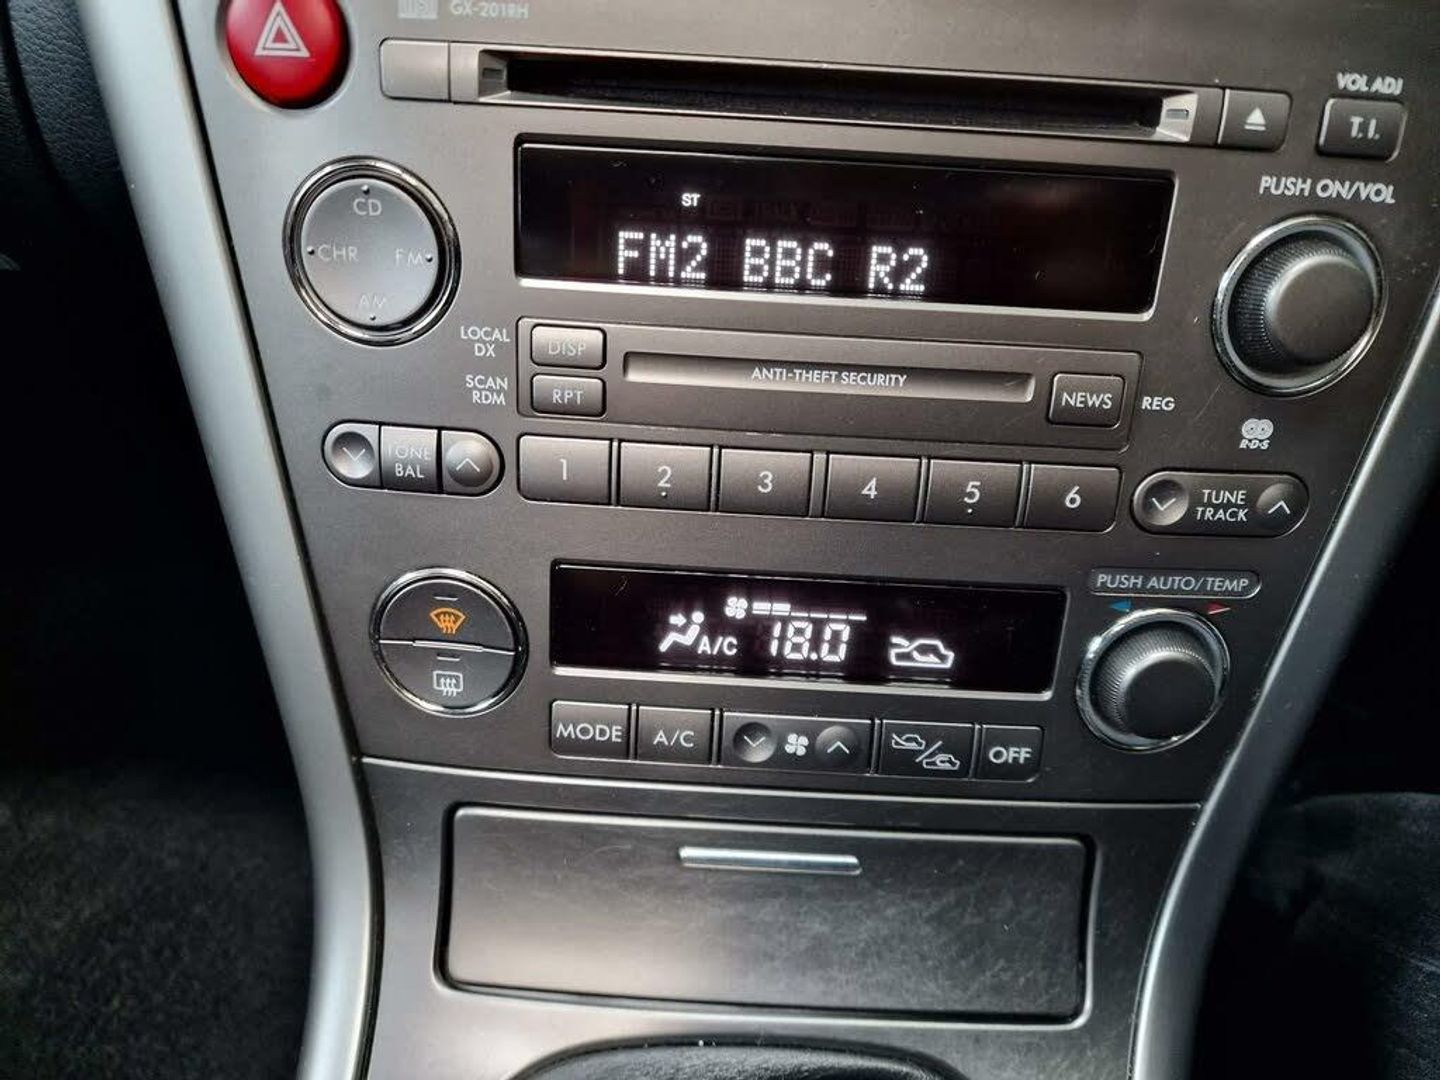 GX-201RH
VOL ADJ
T.I.
CD
CHR FM
AM
ST
FM2 BBC R2
PUSH ON/VOL
LOCAL
DX
DISP
ANTI-THEFT SECURITY
SCAN
RDM
RPT
NEWS REG
R·D·S
TONE
BAL
1 2 3 4 5 6
TUNE
TRACK
PUSH AUTO/TEMP
A/C 18.0
MODE A/C OFF